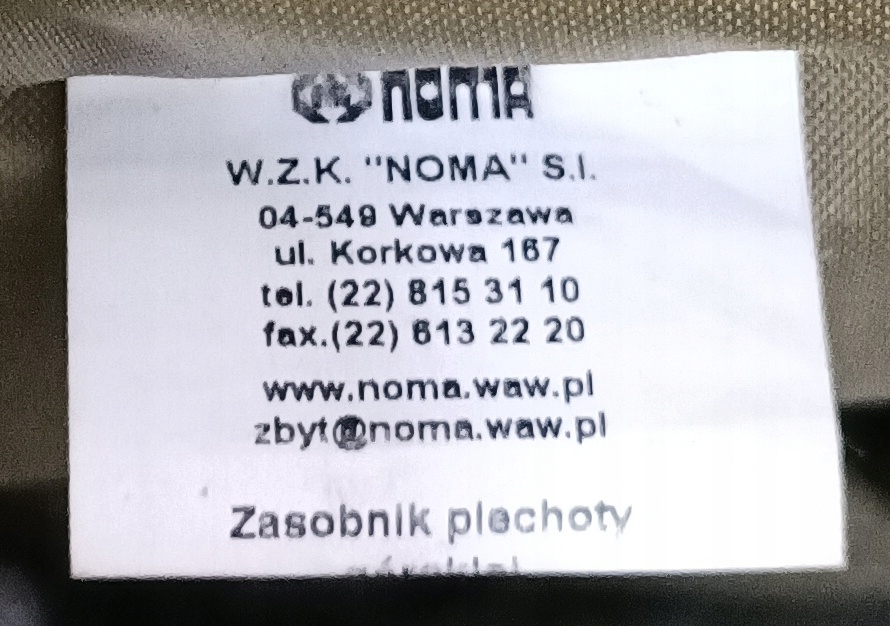 NOMA
W.Z.K. "NOMA" S.I.
04-549 Warszawa
ul. Korkowa 167
tel. (22) 815 31 10
fax.(22) 613 22 20
www.noma.waw.pl
zbyt@noma.waw.pl
Zasobnik piechoty